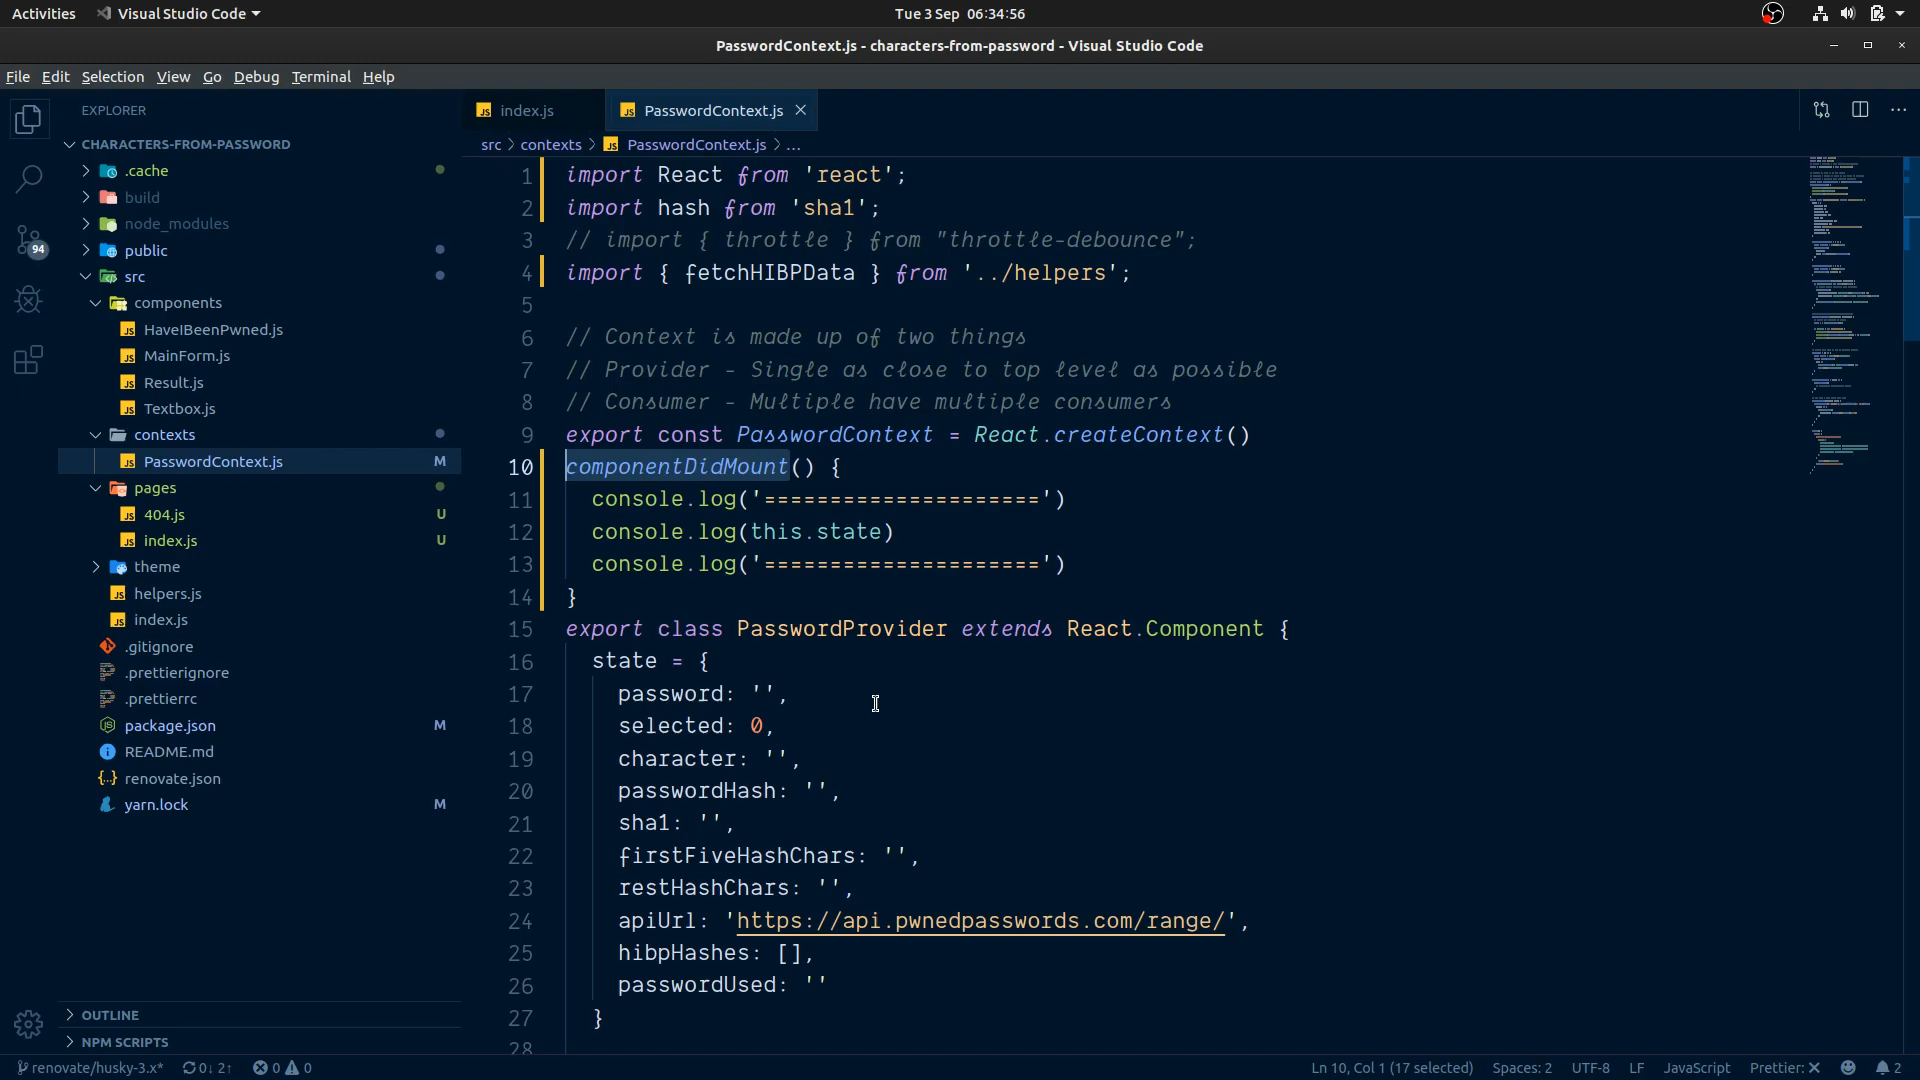 Activities Visual Studio Code Tue 3 Sep 06:34:56
PasswordContext.js - characters-from-password - Visual Studio Code
File Edit Selection View Go Debug Terminal Help
EXPLORER
CHARACTERS-FROM-PASSWORD
.cache
build
node_modules
94
public
src
components
HaveIBeenPwned.js
MainForm.js
Result.js
Textbox.js
contexts
PasswordContext.js M
pages
404.js U
index.js U
theme
helpers.js
index.js
.gitignore
.prettierignore
.prettierrc
package.json M
README.md
renovate.json
yarn.lock M
OUTLINE
NPM SCRIPTS
index.js PasswordContext.js
src > contexts > PasswordContext.js > ...
1 import React from 'react';
2 import hash from 'sha1';
3 // import { throttle } from "throttle-debounce";
4 import { fetchHIBPData } from '../helpers';
5
6 // Context is made up of two things
7 // Provider - Single as close to top level as possible
8 // Consumer - Multiple have multiple consumers
9 export const PasswordContext = React.createContext()
10 componentDidMount() {
11 console.log('=====================')
12 console.log(this.state)
13 console.log('=====================')
14 }
15 export class PasswordProvider extends React.Component {
16 state = {
17 password: '',
18 selected: 0,
19 character: '',
20 passwordHash: '',
21 sha1: '',
22 firstFiveHashChars: '',
23 restHashChars: '',
24 apiUrl: 'https://api.pwnedpasswords.com/range/',
25 hibpHashes: [],
26 passwordUsed: ''
27 }
28
renovate/husky-3.x* 0↓ 2↑ 0 0 Ln 10, Col 1 (17 selected) Spaces: 2 UTF-8 LF JavaScript Prettier: ✕ 2